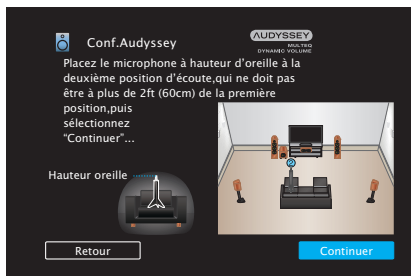 Conf.Audyssey
AUDYSSEY
MULTEQ
DYNAMIC VOLUME
Placez le microphone à hauteur d'oreille à la
deuxième position d'écoute,qui ne doit pas
être à plus de 2ft (60cm) de la première
position,puis
sélectionnez
“Continuer”...
Hauteur oreille
Retour
Continuer